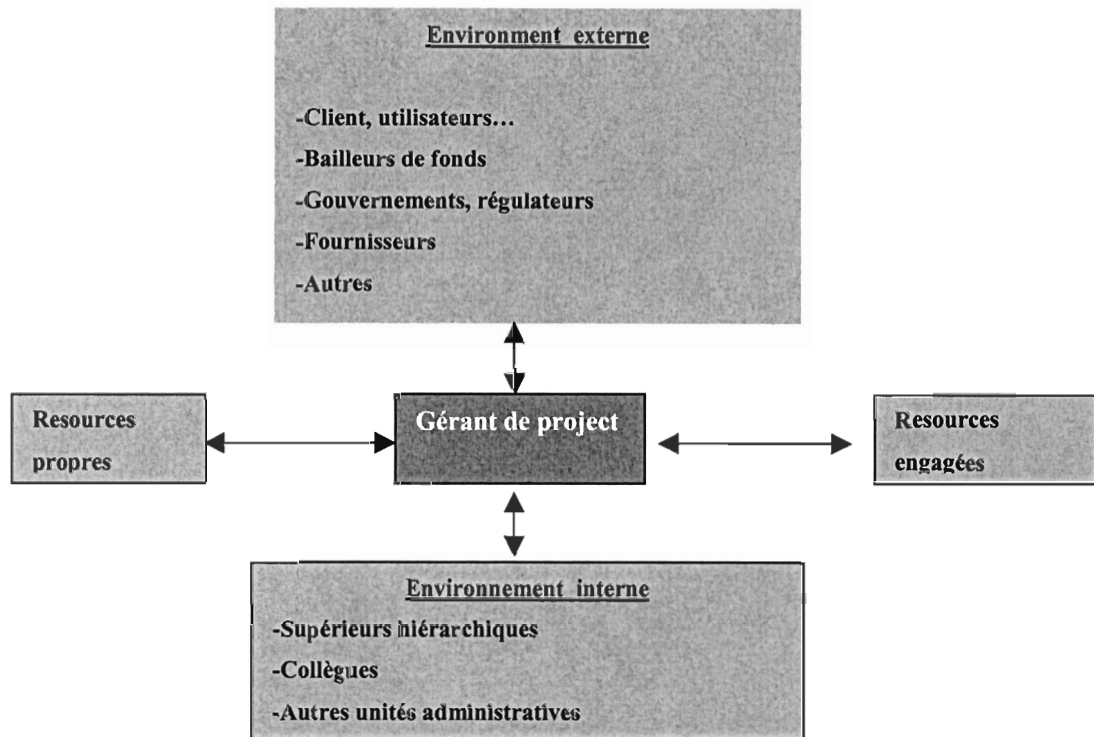 Environment externe
-Client, utilisateurs...
-Bailleurs de fonds
-Gouvernements, régulateurs
-Fournisseurs
-Autres
Resources
propres
Gérant de project
Resources
engagées
Environnement interne
-Supérieurs hiérarchiques
-Collègues
-Autres unités administratives